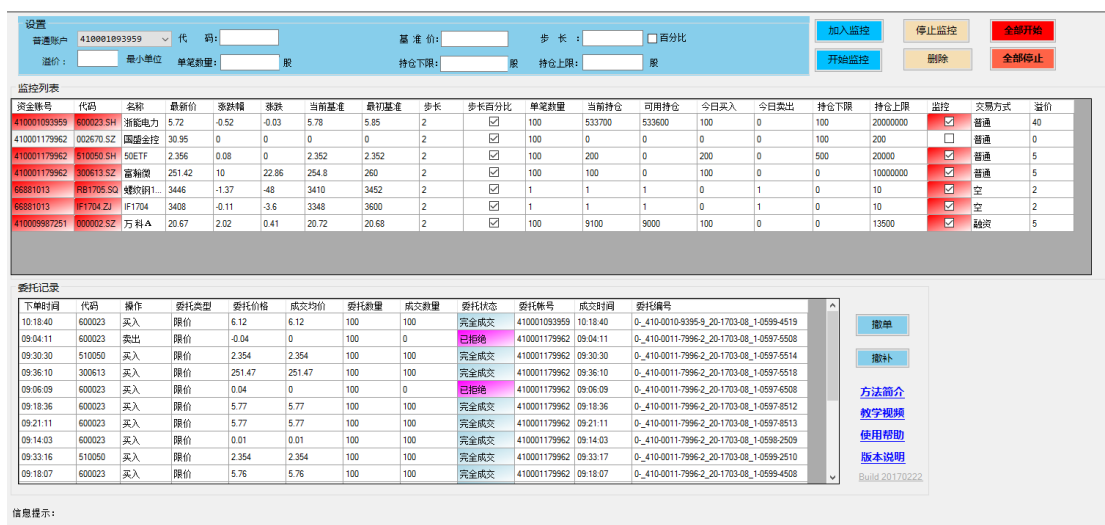 设置
普通账户 410001093959 代 码: 基 准 价: 步 长 : 百分比 加入监控 停止监控 全部开始
溢价： 最小单位 单笔数量: 股 持仓下限: 股 持仓上限: 股 开始监控 删除 全部停止
监控列表
资金账号 代码 名称 最新价 涨跌幅 涨跌 当前基准 最初基准 步长 步长百分比 单笔数量 当前持仓 可用持仓 今日买入 今日卖出 持仓下限 持仓上限 监控 交易方式 溢价
410001093959 600023.SH 浙能电力 5.72 -0.52 -0.03 5.78 5.85 2 100 533700 533600 100 0 100 20000000 普通 40
410001179962 002670.SZ 国盛金控 30.95 0 0 0 0 2 100 0 0 0 0 100 200 普通 0
410001179962 510050.SH 50ETF 2.356 0.08 0 2.352 2.352 2 100 200 0 200 0 500 20000 普通 5
410001179962 300613.SZ 富瀚微 251.42 10 22.86 254.8 260 2 100 100 0 100 0 0 10000000 普通 5
66881013 RB1705.SQ 螺纹钢1... 3446 -1.37 -48 3410 3452 2 1 1 1 0 1 0 10 空 2
66881013 IF1704.ZJ IF1704 3408 -0.11 -3.6 3348 3600 2 1 1 1 0 1 0 10 空 2
410009987251 000002.SZ 万科A 20.67 2.02 0.41 20.72 20.68 2 100 9100 9000 100 0 0 13500 融资 5
委托记录
下单时间 代码 操作 委托类型 委托价格 成交均价 委托数量 成交数量 委托状态 委托帐号 成交时间 委托编号
10:18:40 600023 买入 限价 6.12 6.12 100 100 完全成交 410001093959 10:18:40 0-_410-0010-9395-9_20-1703-08_1-0599-4519
09:04:11 600023 卖出 限价 -0.04 0 100 0 已拒绝 410001179962 09:04:11 0-_410-0011-7996-2_20-1703-08_1-0597-5508
09:30:30 510050 买入 限价 2.354 2.354 100 100 完全成交 410001179962 09:30:30 0-_410-0011-7996-2_20-1703-08_1-0597-5514
09:36:10 300613 买入 限价 251.47 251.47 100 100 完全成交 410001179962 09:36:10 0-_410-0011-7996-2_20-1703-08_1-0597-5518
09:06:09 600023 买入 限价 0.04 0 100 0 已拒绝 410001179962 09:06:09 0-_410-0011-7996-2_20-1703-08_1-0597-6508
09:18:36 600023 买入 限价 5.77 5.77 100 100 完全成交 410001179962 09:18:36 0-_410-0011-7996-2_20-1703-08_1-0597-8512
09:21:11 600023 买入 限价 5.77 5.77 100 100 完全成交 410001179962 09:21:11 0-_410-0011-7996-2_20-1703-08_1-0597-8513
09:14:03 600023 买入 限价 0.01 0.01 100 100 完全成交 410001179962 09:14:03 0-_410-0011-7996-2_20-1703-08_1-0598-2509
09:33:16 510050 买入 限价 2.354 2.354 100 100 完全成交 410001179962 09:33:17 0-_410-0011-7996-2_20-1703-08_1-0599-2510
09:18:07 600023 买入 限价 5.76 5.76 100 100 完全成交 410001179962 09:18:07 0-_410-0011-7996-2_20-1703-08_1-0599-4508
撤单
撤补
方法简介
教学视频
使用帮助
版本说明
Build 20170222
信息提示: